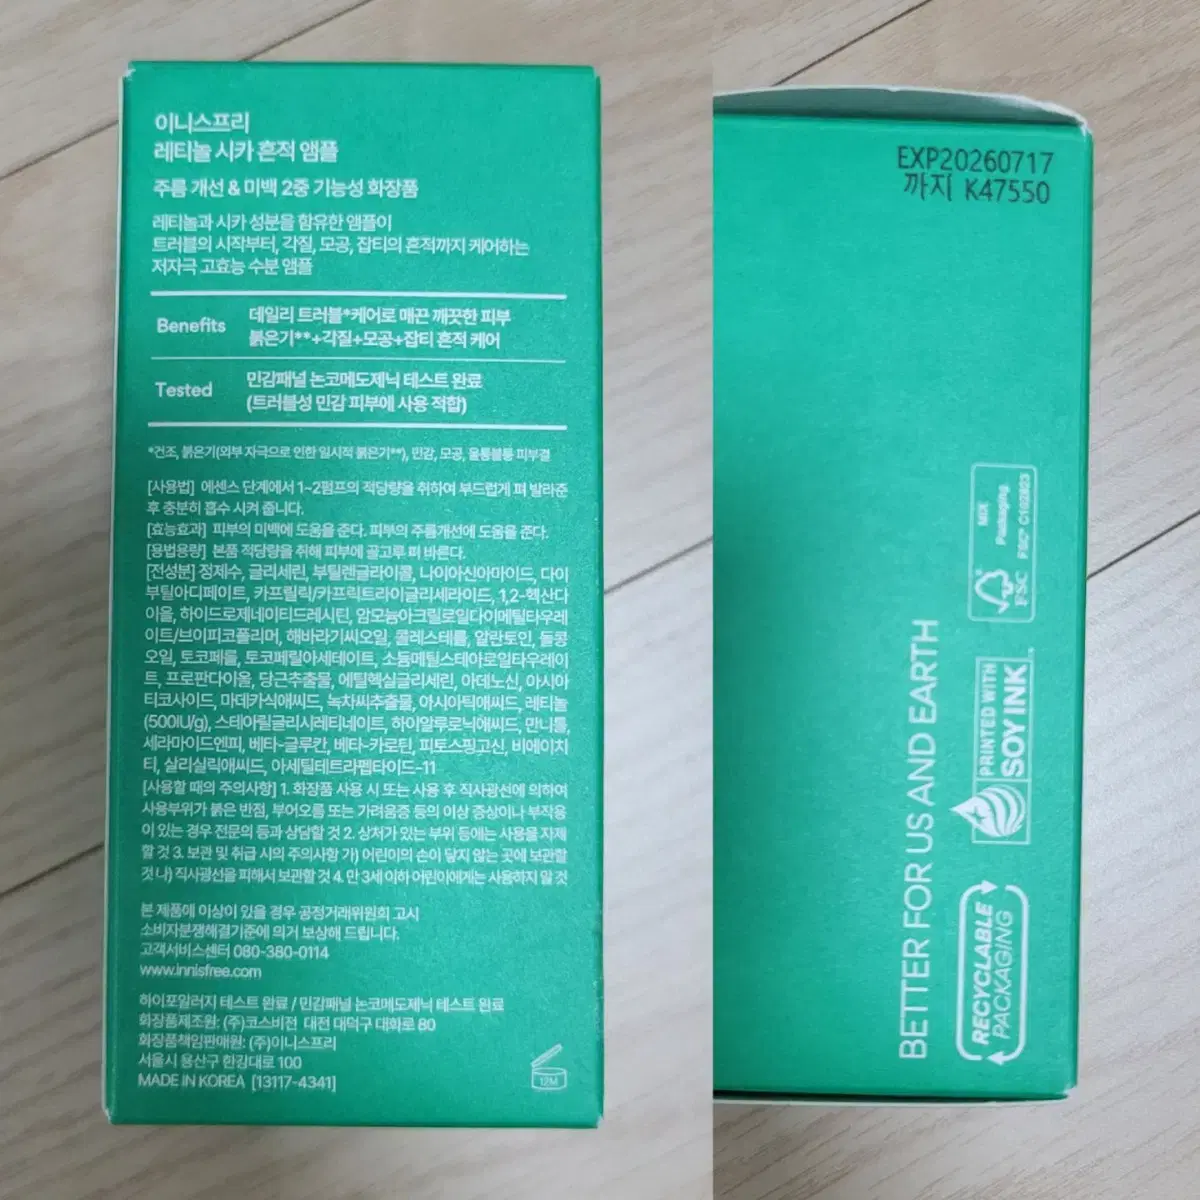 이니스프리
레티놀 시카 흔적 앰플
주름 개선 & 미백 2중 기능성 화장품
레티놀과 시카 성분을 함유한 앰플이
트러블의 시작부터, 각질, 모공, 잡티의 흔적까지 케어하는
저자극 고효능 수분 앰플
Benefits 데일리 트러블*케어로 매끈 깨끗한 피부
붉은기**+각질+모공+잡티 흔적 케어
Tested 민감패널 논코메도제닉 테스트 완료
(트러블성 민감 피부에 사용 적합)
*건조, 붉은기(외부 자극으로 인한 일시적 붉은기**), 민감, 모공, 울퉁불퉁 피부결
[사용법] 에센스 단계에서 1~2펌프의 적당량을 취하여 부드럽게 펴 발라준
후 충분히 흡수 시켜 줍니다.
[효능효과] 피부의 미백에 도움을 준다. 피부의 주름개선에 도움을 준다.
[용법용량] 본품 적당량을 취해 피부에 골고루 펴 바른다.
[전성분] 정제수, 글리세린, 부틸렌글라이콜, 나이아신아마이드, 다이
부틸아디페이트, 카프릴릭/카프릭트라이글리세라이드, 1,2-헥산다
이올, 하이드로제네이티드레시틴, 암모늄아크릴로일다이메틸타우레
이트/브이피코폴리머, 해바라기씨오일, 콜레스테롤, 알란토인, 돌콩
오일, 토코페롤, 토코페릴아세테이트, 소듐메틸스테아로일타우레이
트, 프로판다이올, 당근추출물, 에틸헥실글리세린, 아데노신, 아시아
티코사이드, 마데카식애씨드, 녹차씨추출물, 아시아틱애씨드, 레티놀
(500IU/g), 스테아릴글리시레티네이트, 하이알루로닉애씨드, 만니톨,
세라마이드엔피, 베타-글루칸, 베타-카로틴, 피토스핑고신, 비에이치
티, 살리실릭애씨드, 아세틸테트라펩타이드-11
[사용할 때의 주의사항] 1. 화장품 사용 시 또는 사용 후 직사광선에 의하여
사용부위가 붉은 반점, 부어오름 또는 가려움증 등의 이상 증상이나 부작용
이 있는 경우 전문의 등과 상담할 것 2. 상처가 있는 부위 등에는 사용을 자제
할 것 3. 보관 및 취급 시의 주의사항 가) 어린이의 손이 닿지 않는 곳에 보관할
것 나) 직사광선을 피해서 보관할 것 4. 만 3세 이하 어린이에게는 사용하지 말 것
본 제품에 이상이 있을 경우 공정거래위원회 고시
소비자분쟁해결기준에 의거 보상해 드립니다.
고객서비스센터 080-380-0114
www.innisfree.com
하이포알러지 테스트 완료 / 민감패널 논코메도제닉 테스트 완료
화장품제조원: (주)코스비전 대전 대덕구 대화로 80
화장품책임판매원: (주)이니스프리
서울시 용산구 한강대로 100
MADE IN KOREA [13117-4341]
12M
EXP20260717
까지 K47550
BETTER FOR US AND EARTH
RECYCLABLE
PACKAGING
PRINTED WITH
SOY INK
FSC
MIX
Packaging
FSC® C102823